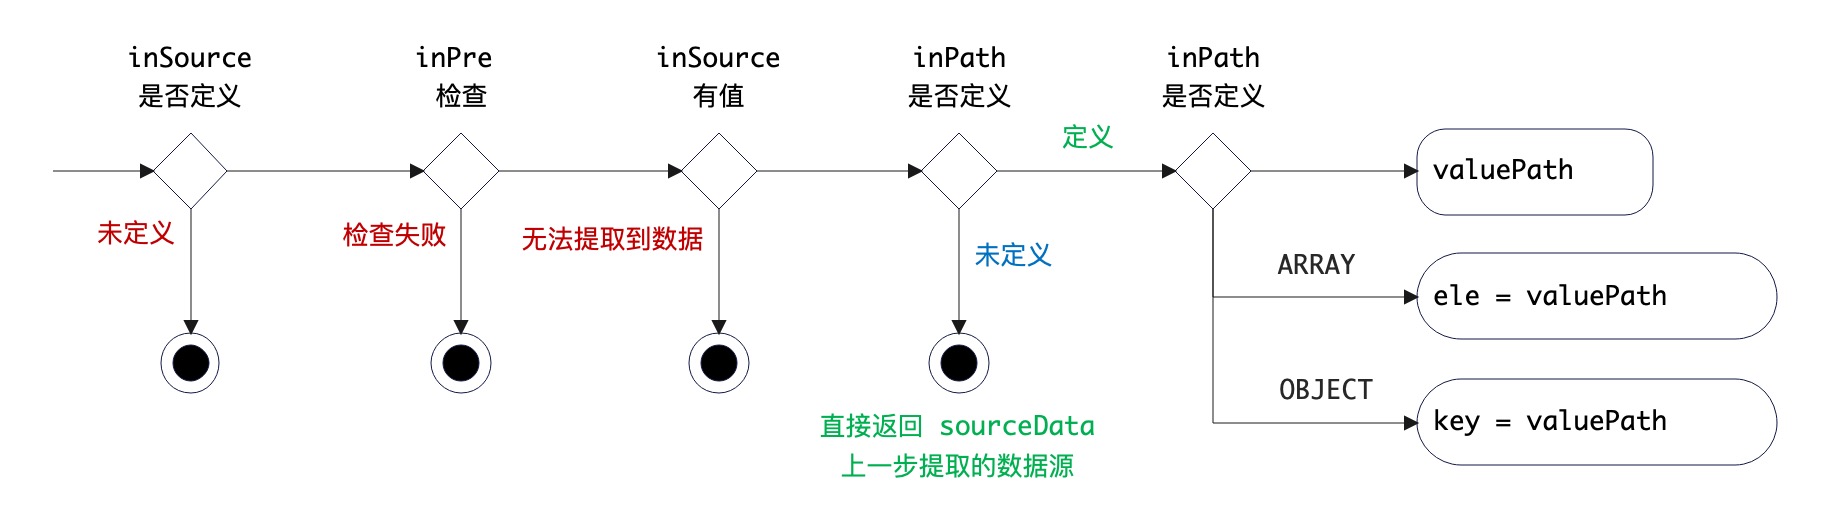 inSource
是否定义
inPre
检查
inSource
有值
inPath
是否定义
inPath
是否定义
定义
valuePath
未定义
检查失败
无法提取到数据
未定义
ARRAY
ele = valuePath
OBJECT
key = valuePath
直接返回 sourceData
上一步提取的数据源